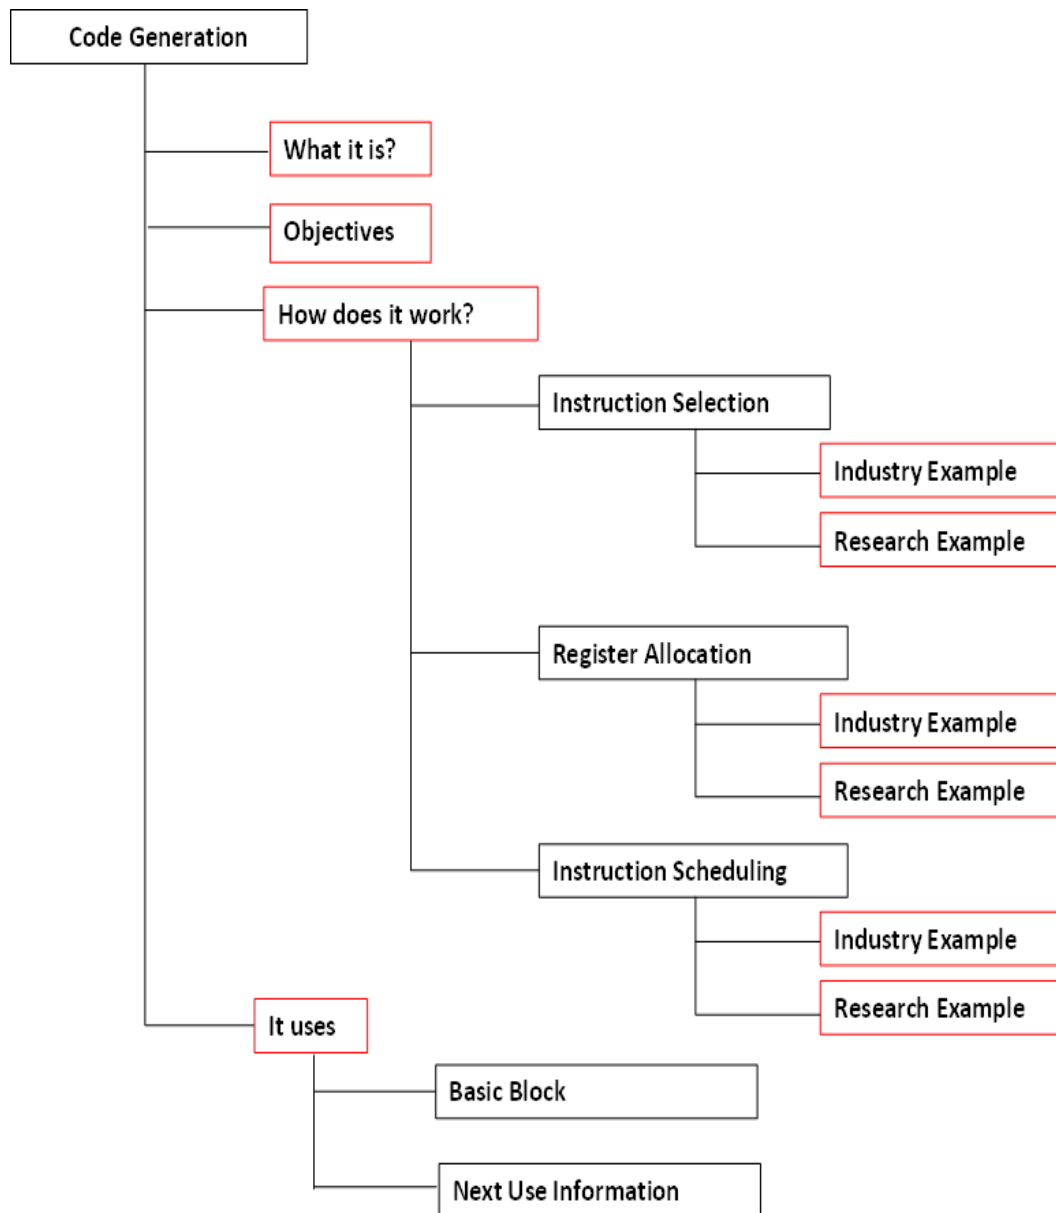 Code Generation
What it is?
Objectives
How does it work?
Instruction Selection
Industry Example
Research Example
Register Allocation
Industry Example
Research Example
Instruction Scheduling
Industry Example
Research Example
It uses
Basic Block
Next Use Information